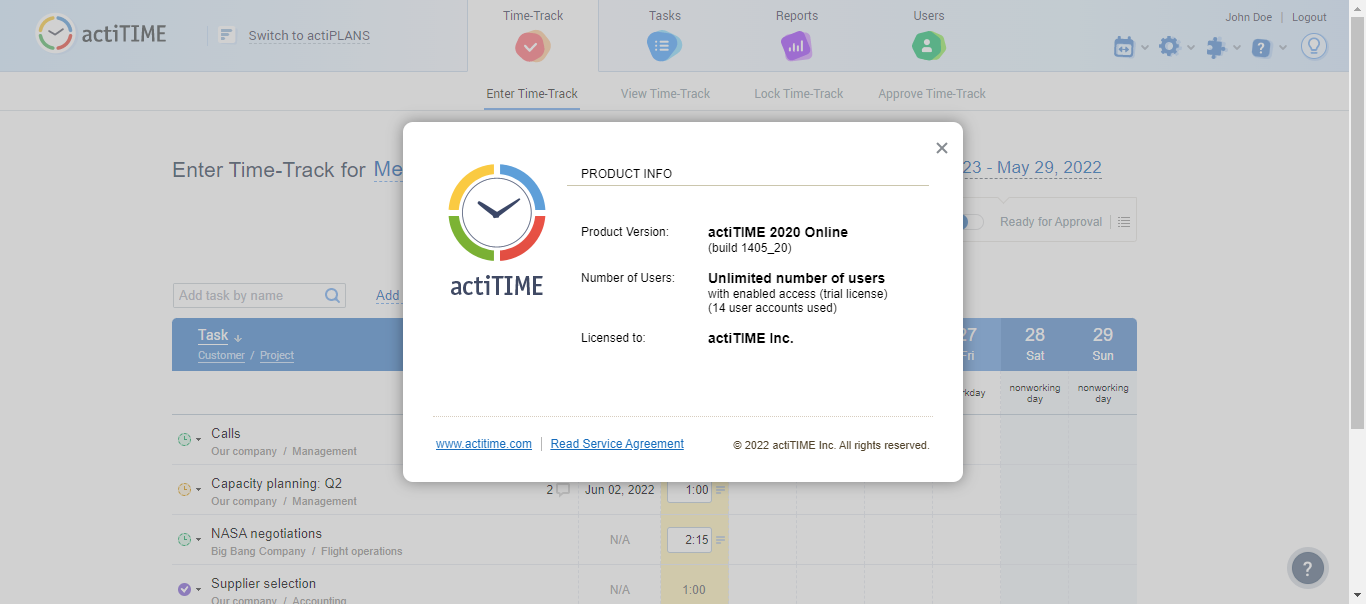 actiTIME
Switch to actiPLANS
Time-Track
Tasks
Reports
Users
John Doe | Logout
Enter Time-Track
View Time-Track
Lock Time-Track
Approve Time-Track
Enter Time-Track for Me
23 - May 29, 2022
Ready for Approval
Add task by name
Add
Task ↓
Customer / Project
27
Fri
28
Sat
29
Sun
kday
nonworking
day
nonworking
day
Calls
Our company / Management
Capacity planning: Q2
Our company / Management
2
Jun 02, 2022
1:00
NASA negotiations
Big Bang Company / Flight operations
N/A
2:15
Supplier selection
Our company / Accounting
N/A
1:00
?
actiTIME
PRODUCT INFO
Product Version:
actiTIME 2020 Online
(build 1405_20)
Number of Users:
Unlimited number of users
with enabled access (trial license)
(14 user accounts used)
Licensed to:
actiTIME Inc.
www.actitime.com | Read Service Agreement
© 2022 actiTIME Inc. All rights reserved.